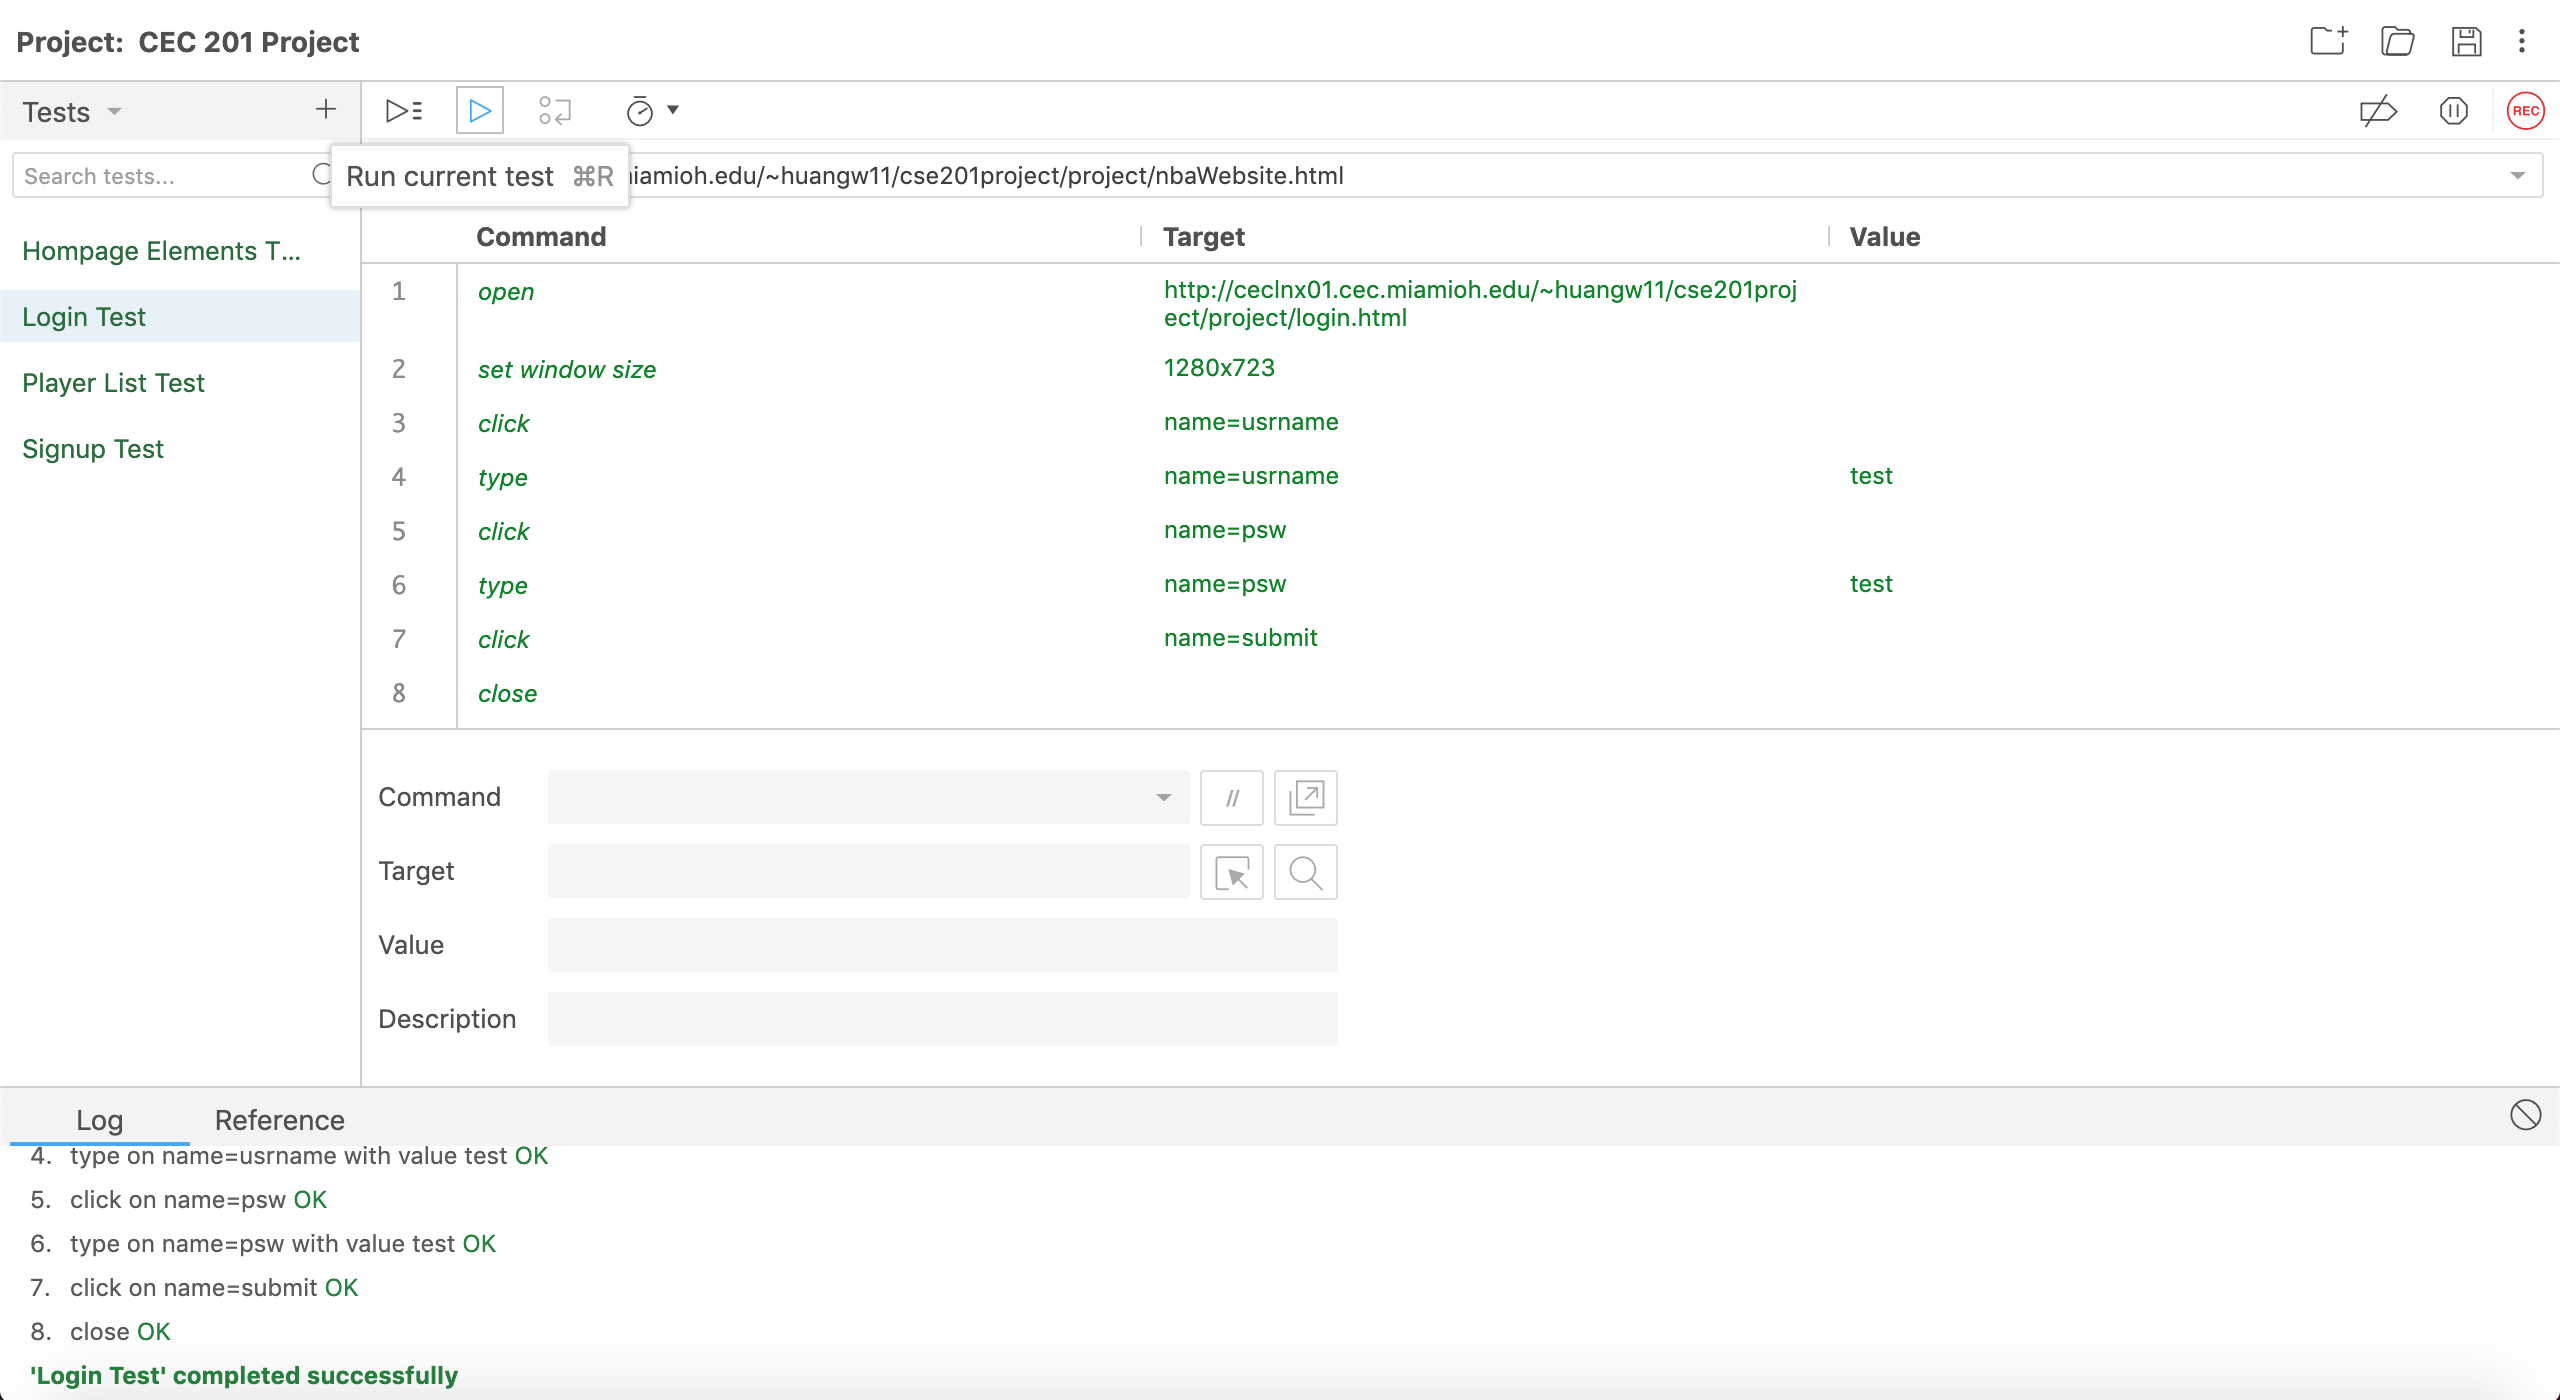 Project: CEC 201 Project
Tests
REC
Search tests...
Run current test ⌘R
iamioh.edu/~huangw11/cse201project/project/nbaWebsite.html
Hompage Elements T...
Login Test
Player List Test
Signup Test
Command Target Value
1 open http://ceclnx01.cec.miamioh.edu/~huangw11/cse201proj
ect/project/login.html
2 set window size 1280x723
3 click name=usrname
4 type name=usrname test
5 click name=psw
6 type name=psw test
7 click name=submit
8 close
Command //
Target
Value
Description
Log Reference
4. type on name=usrname with value test OK
5. click on name=psw OK
6. type on name=psw with value test OK
7. click on name=submit OK
8. close OK
'Login Test' completed successfully